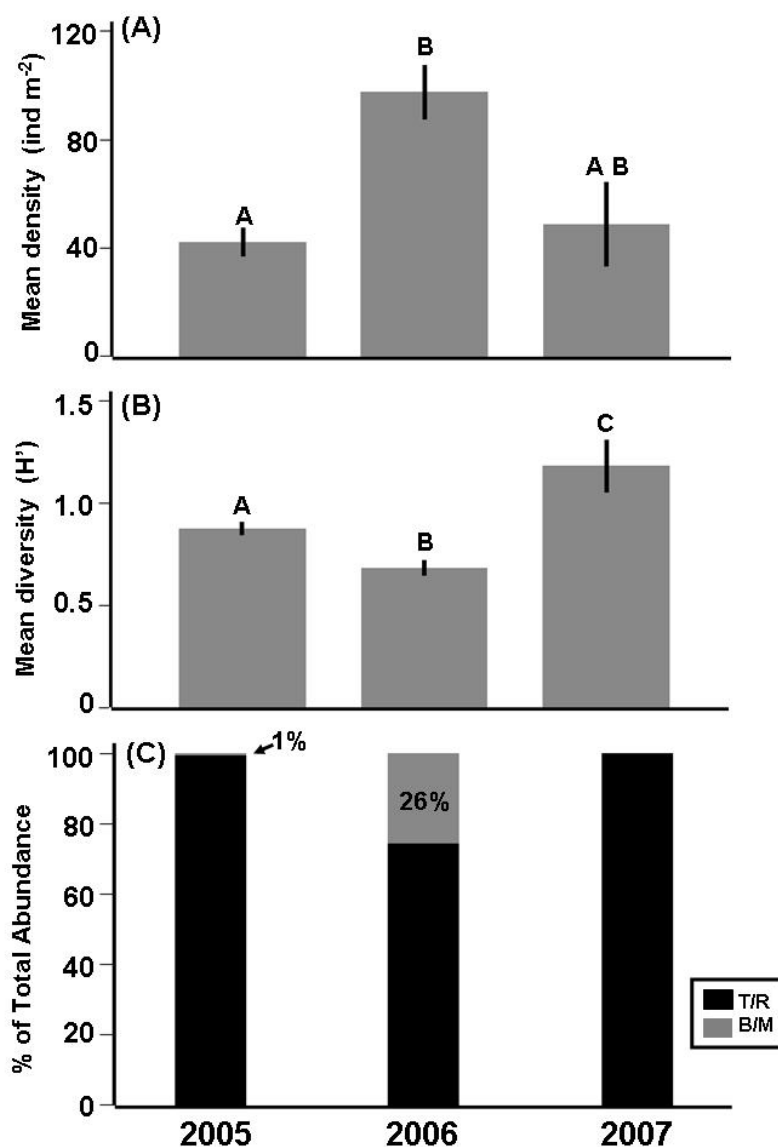 (A)
Mean density (ind m-2)
120
80
40
0
A
B
A B
(B)
Mean diversity (H')
1.5
1.0
0.5
0
A
B
C
(C)
% of Total Abundance
100
80
60
40
20
0
1%
26%
T/R
B/M
2005 2006 2007